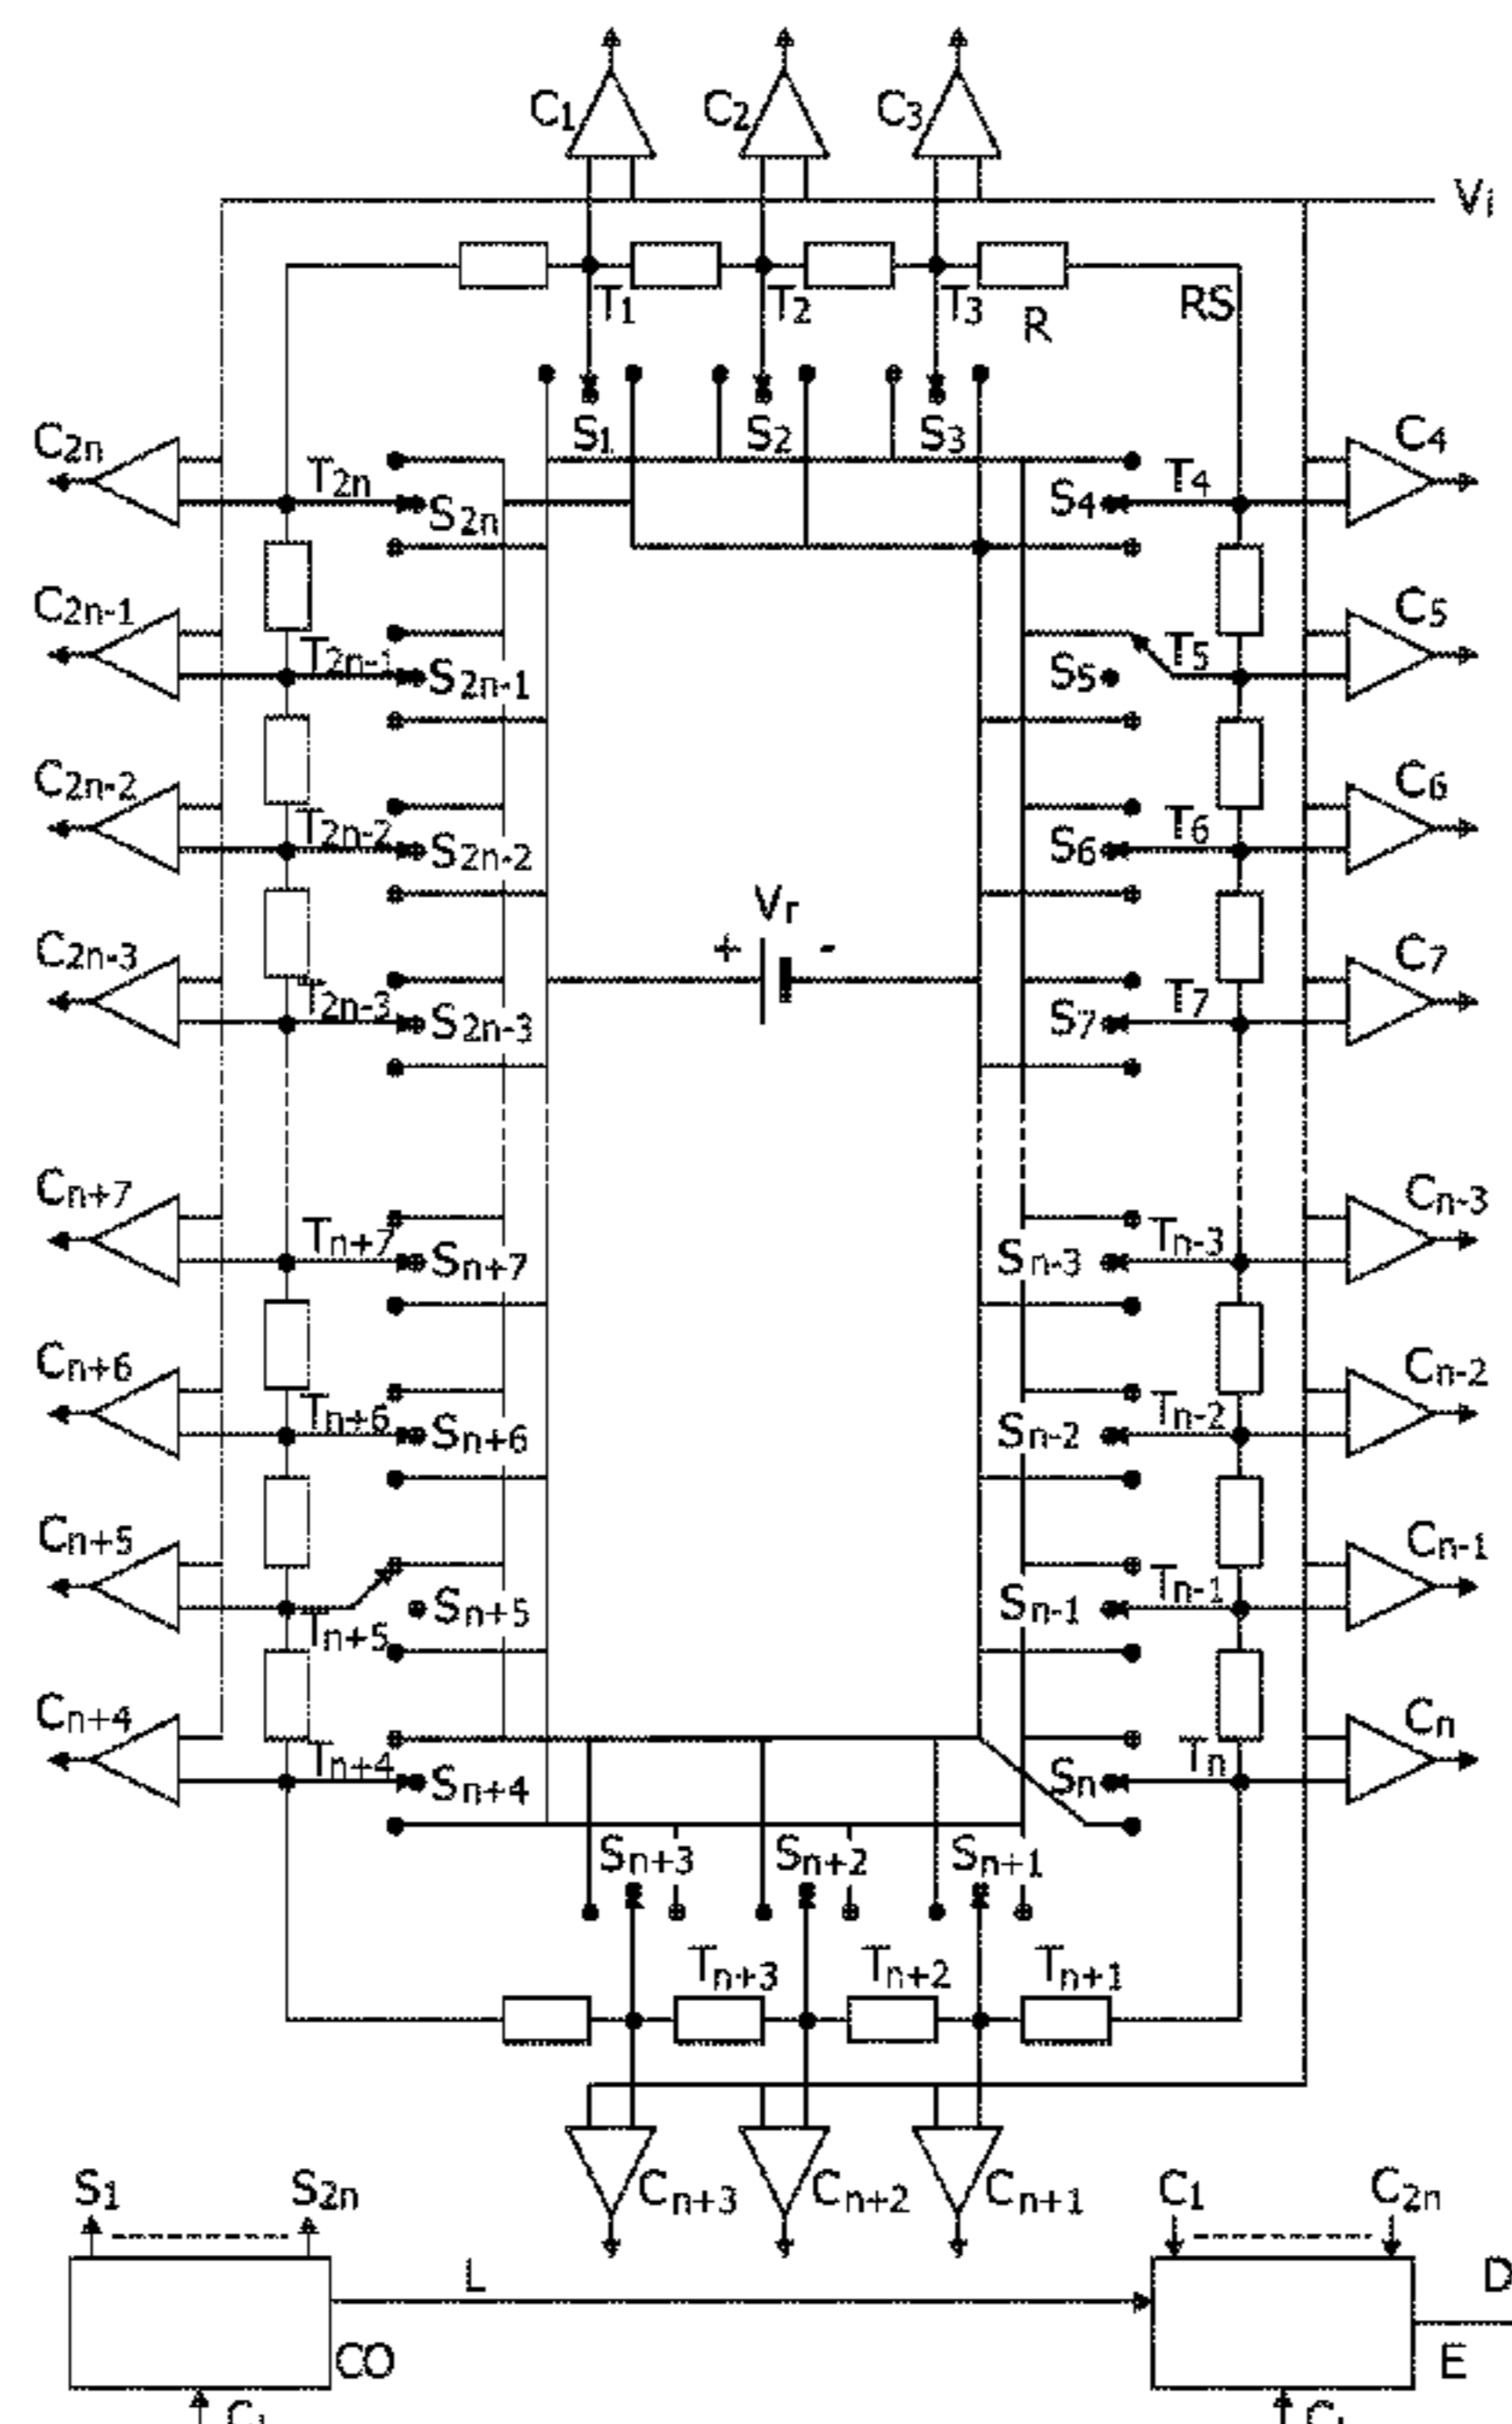 C1 C2 C3
Vi
T1 T2 T3 R RS
S1 S2 S3
C2n T2n S2n S4 T4 C4
C2n-1 T2n-1 S2n-1 S5 T5 C5
C2n-2 T2n-2 S2n-2 S6 T6 C6
Vr
+ -
C2n-3 T2n-3 S2n-3 S7 T7 C7
Cn+7 Tn+7 Sn+7 Sn-3 Tn-3 Cn-3
Cn+6 Tn+6 Sn+6 Sn-2 Tn-2 Cn-2
Cn+5 Tn+5 Sn+5 Sn-1 Tn-1 Cn-1
Cn+4 Tn+4 Sn+4 Sn Tn Cn
Sn+3 Sn+2 Sn+1
Tn+3 Tn+2 Tn+1
Cn+3 Cn+2 Cn+1
S1 S2n C1 C2n
L D
CO E